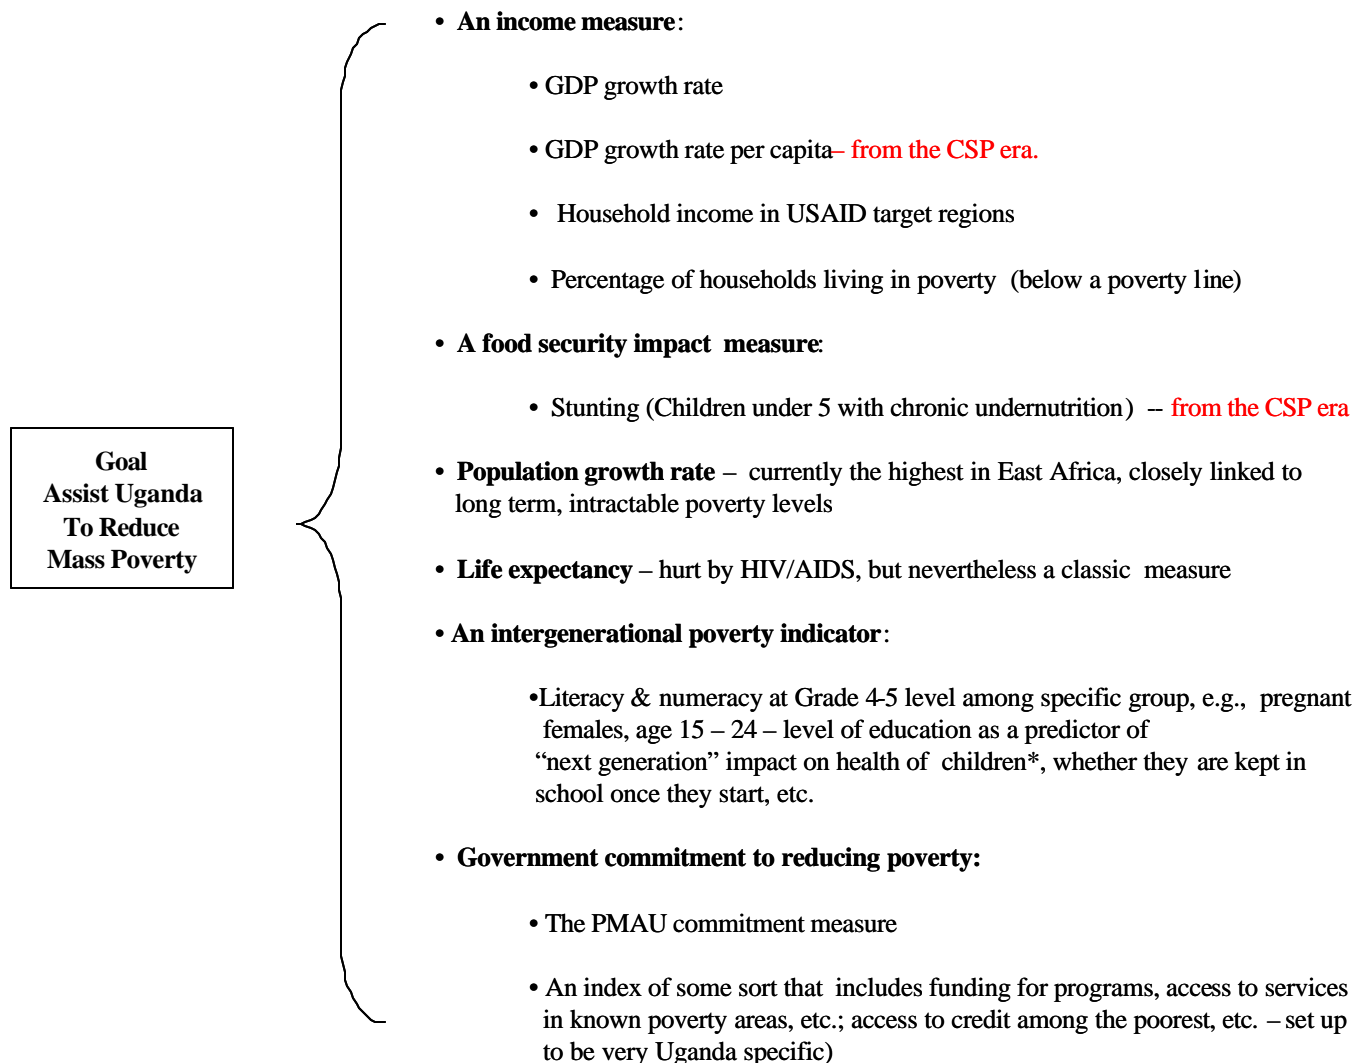 • An income measure:
• GDP growth rate
• GDP growth rate per capita– from the CSP era.
• Household income in USAID target regions
• Percentage of households living in poverty (below a poverty line)
• A food security impact measure:
• Stunting (Children under 5 with chronic undernutrition) -- from the CSP era
Goal
Assist Uganda
To Reduce
Mass Poverty
• Population growth rate – currently the highest in East Africa, closely linked to
long term, intractable poverty levels
• Life expectancy – hurt by HIV/AIDS, but nevertheless a classic measure
• An intergenerational poverty indicator:
•Literacy & numeracy at Grade 4-5 level among specific group, e.g., pregnant
females, age 15 – 24 – level of education as a predictor of
“next generation” impact on health of children*, whether they are kept in
school once they start, etc.
• Government commitment to reducing poverty:
• The PMAU commitment measure
• An index of some sort that includes funding for programs, access to services
in known poverty areas, etc.; access to credit among the poorest, etc. – set up
to be very Uganda specific)